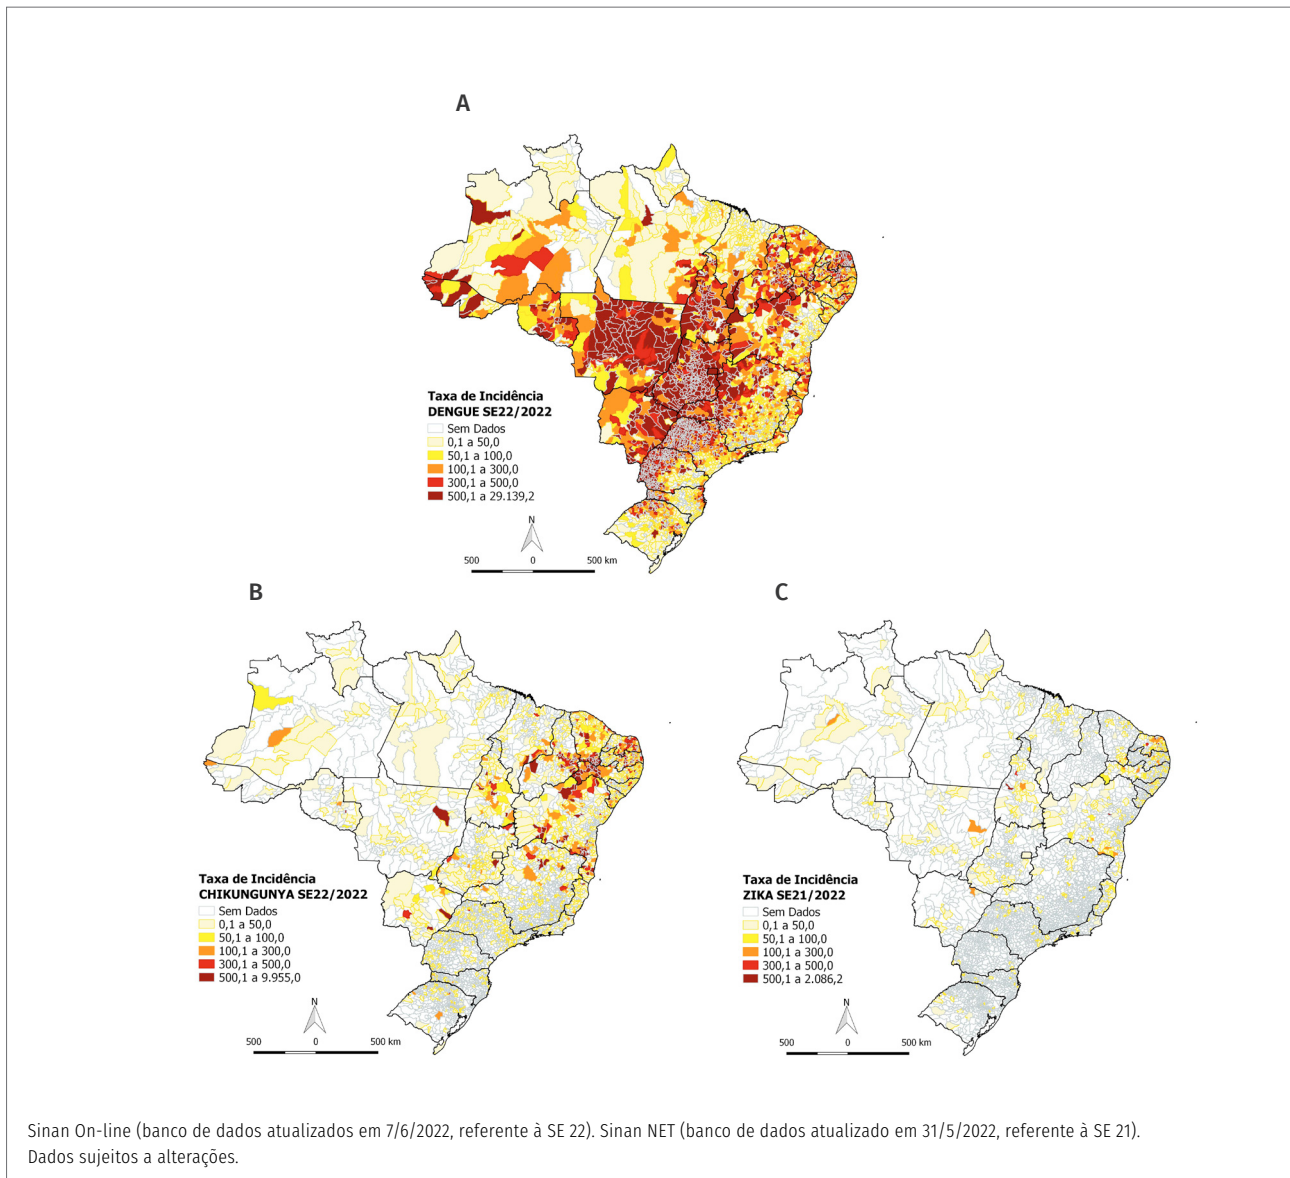 A
Taxa de Incidência
DENGUE SE22/2022
Sem Dados
0,1 a 50,0
50,1 a 100,0
100,1 a 300,0
300,1 a 500,0
500,1 a 29.139,2
N
500 0 500 km
B
C
Taxa de Incidência
CHIKUNGUNYA SE22/2022
Sem Dados
0,1 a 50,0
50,1 a 100,0
100,1 a 300,0
300,1 a 500,0
500,1 a 9.955,0
N
500 0 500 km
Taxa de Incidência
ZIKA SE21/2022
Sem Dados
0,1 a 50,0
50,1 a 100,0
100,1 a 300,0
300,1 a 500,0
500,1 a 2.086,2
N
500 0 500 km
Sinan On-line (banco de dados atualizados em 7/6/2022, referente à SE 22). Sinan NET (banco de dados atualizado em 31/5/2022, referente à SE 21).
Dados sujeitos a alterações.